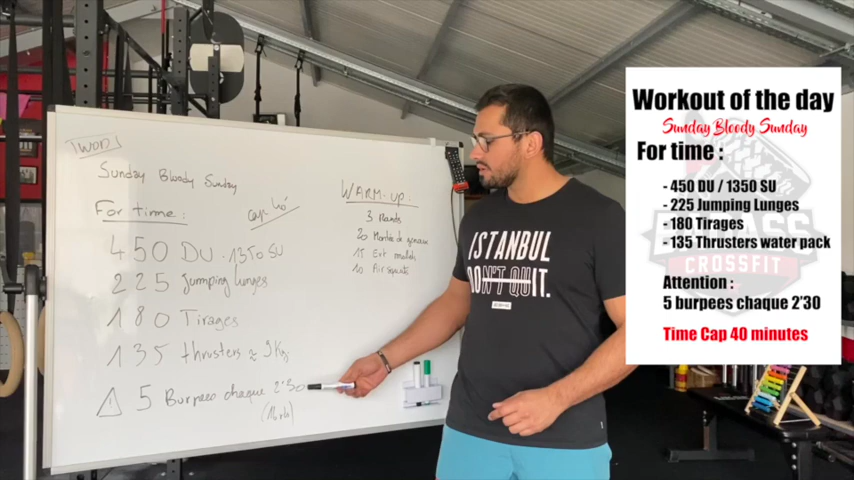 [WOD]
Sunday Bloody Sunday
For time :
cap 40'
450 DU . 1350 SU
225 Jumping lunges
180 Tirages
135 thrusters ≈ 9Kg
5 Burpees chaque 2'30
WARM-UP :
3 Rounds
20 Montée de genoux
15
10 Air squats
ISTANBUL
DON'T QUIT.
Workout of the day
Sunday Bloody Sunday
For time :
- 450 DU / 1350 SU
- 225 Jumping Lunges
- 180 Tirages
- 135 Thrusters water pack
Attention :
5 burpees chaque 2'30
Time Cap 40 minutes
CROSSFIT